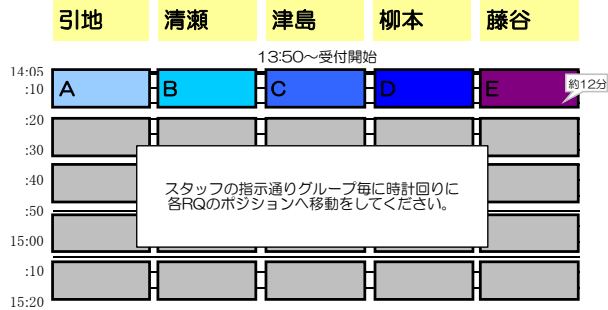 引地 清瀬 津島 柳本 藤谷
13:50～受付開始
14:05
:10
A B C D E
約12分
:20
:30
:40
スタッフの指示通りグループ毎に時計回りに
各RQのポジションへ移動をしてください。
:50
15:00
:10
15:20